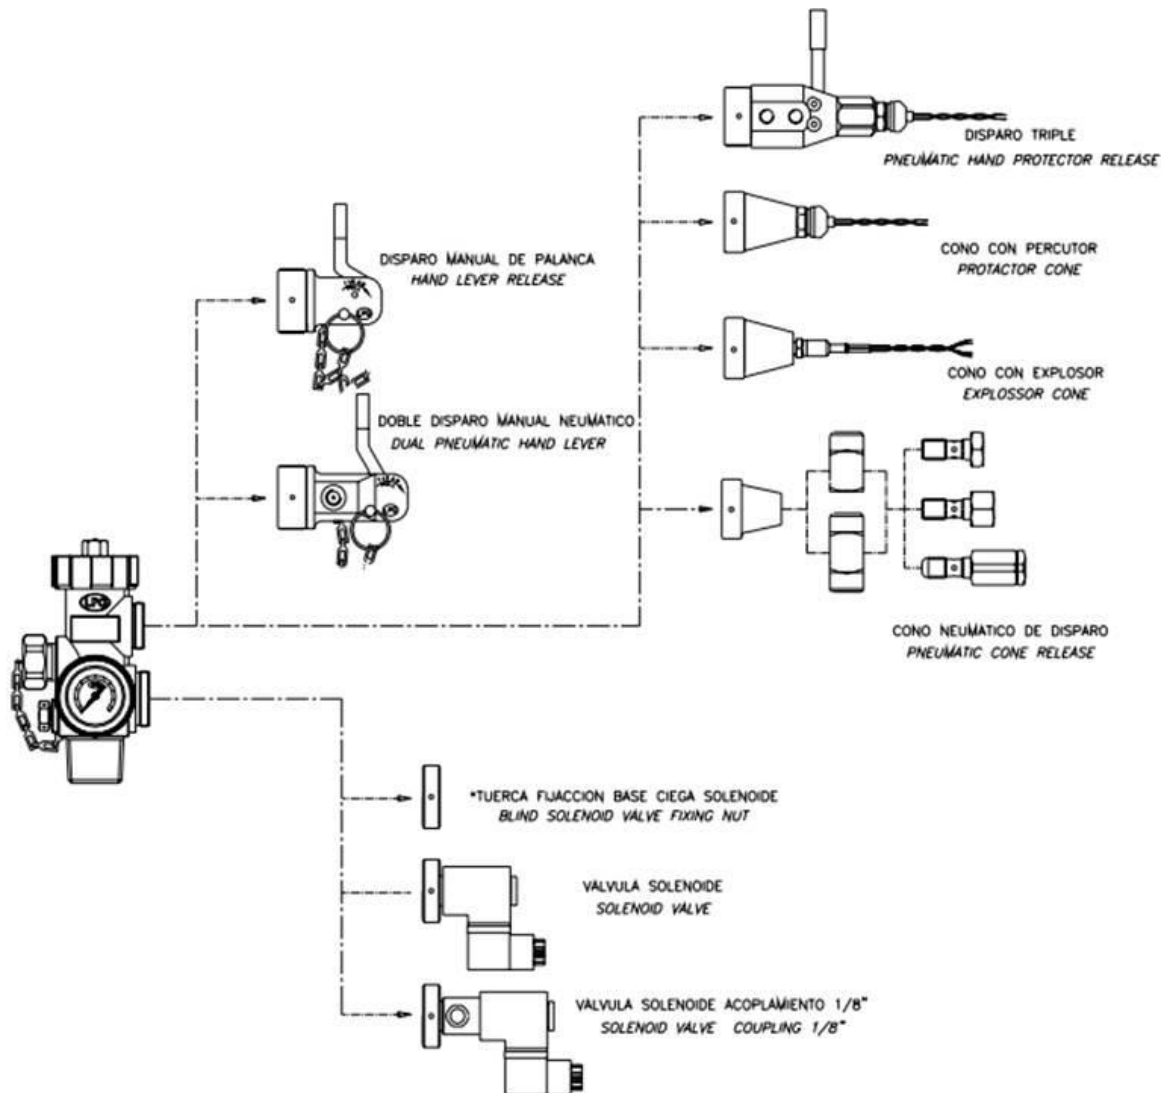 DISPARO TRIPLE
PNEUMATIC HAND PROTECTOR RELEASE
CONO CON PERCUTOR
PROTACTOR CONE
DISPARO MANUAL DE PALANCA
HAND LEVER RELEASE
CONO CON EXPLOSOR
EXPLOSSOR CONE
DOBLE DISPARO MANUAL NEUMATICO
DUAL PNEUMATIC HAND LEVER
LPG
CONO NEUMATICO DE DISPARO
PNEUMATIC CONE RELEASE
*TUERCA FIJACCION BASE CIEGA SOLENOIDE
BLIND SOLENOID VALVE FIXING NUT
VALVULA SOLENOIDE
SOLENOID VALVE
VALVULA SOLENOIDE ACOPLAMIENTO 1/8"
SOLENOID VALVE COUPLING 1/8"